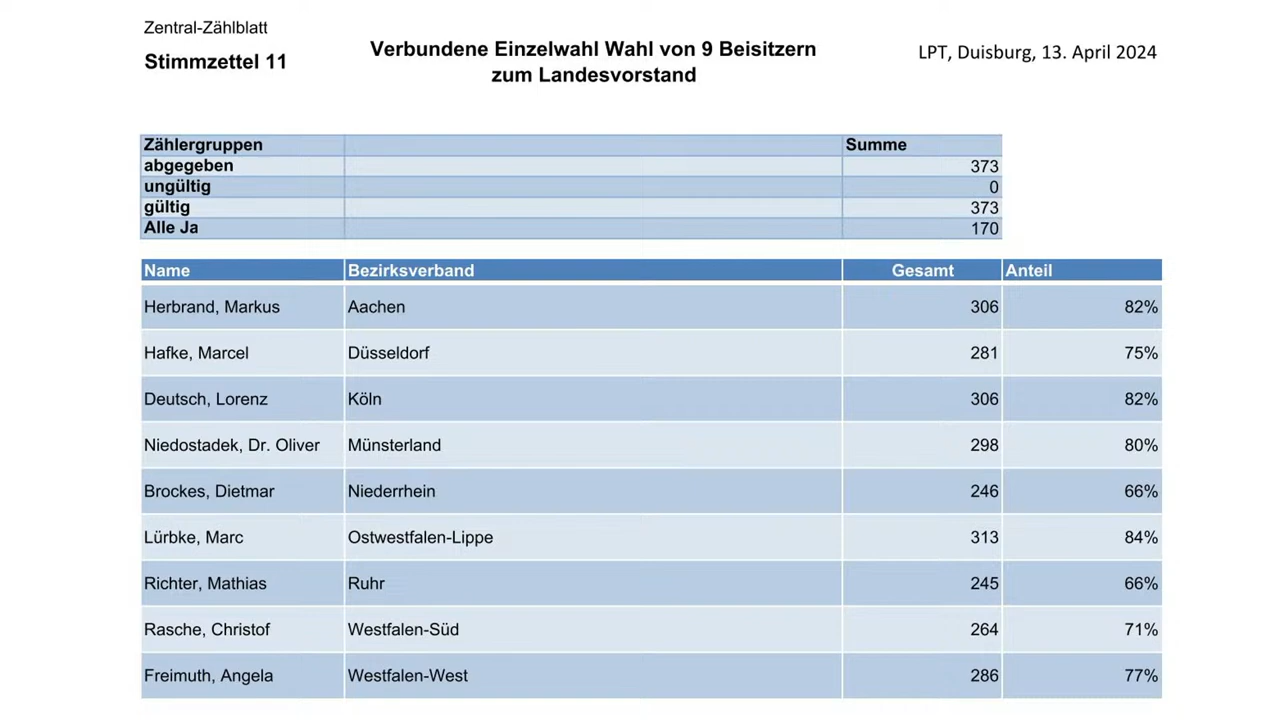 Zentral-Zählblatt
Stimmzettel 11
Verbundene Einzelwahl Wahl von 9 Beisitzern
zum Landesvorstand
LPT, Duisburg, 13. April 2024
Zählergruppen Summe
abgegeben 373
ungültig 0
gültig 373
Alle Ja 170
Name Bezirksverband Gesamt Anteil
Herbrand, Markus Aachen 306 82%
Hafke, Marcel Düsseldorf 281 75%
Deutsch, Lorenz Köln 306 82%
Niedostadek, Dr. Oliver Münsterland 298 80%
Brockes, Dietmar Niederrhein 246 66%
Lürbke, Marc Ostwestfalen-Lippe 313 84%
Richter, Mathias Ruhr 245 66%
Rasche, Christof Westfalen-Süd 264 71%
Freimuth, Angela Westfalen-West 286 77%